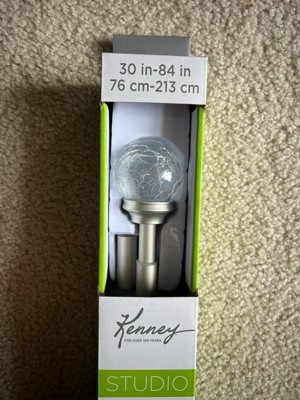 30 in-84 in
76 cm-213 cm
Kenney
FOR OVER 100 YEARS
STUDIO